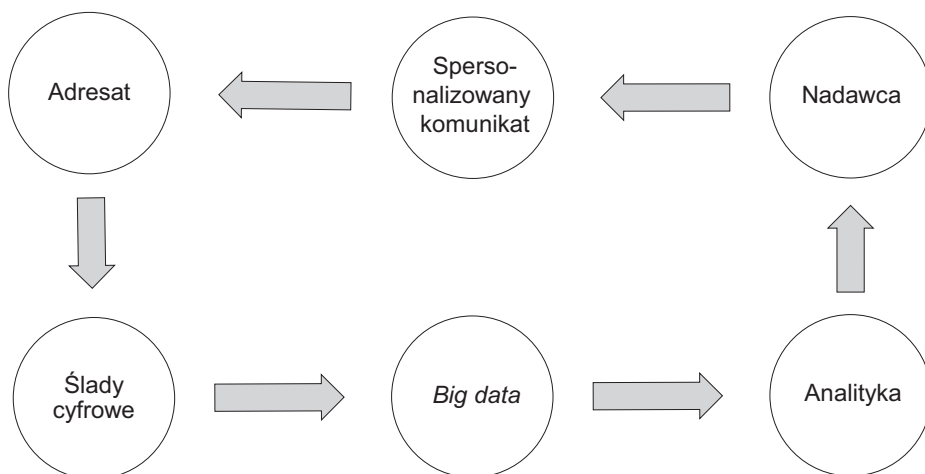 Adresat
Sperso-
nalizowany
komunikat
Nadawca
Ślady
cyfrowe
Big data
Analityka